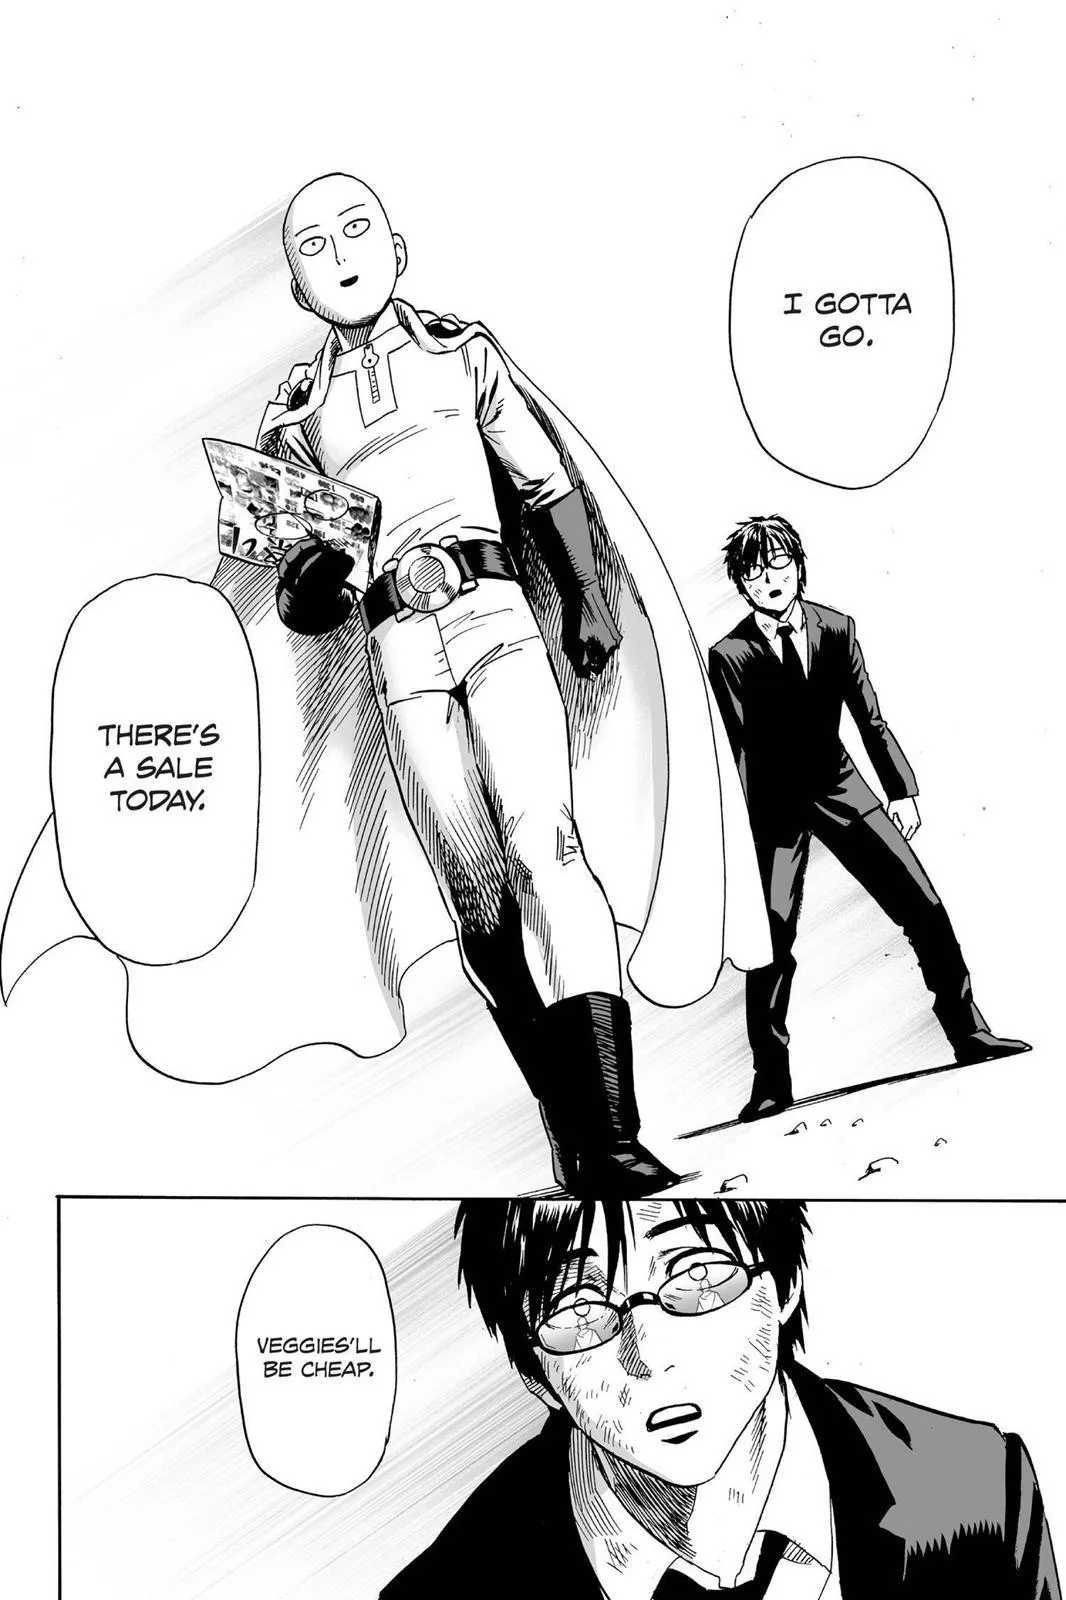 I GOTTA
GO.
THERE'S
A SALE
TODAY.
VEGGIES'LL
BE CHEAP.